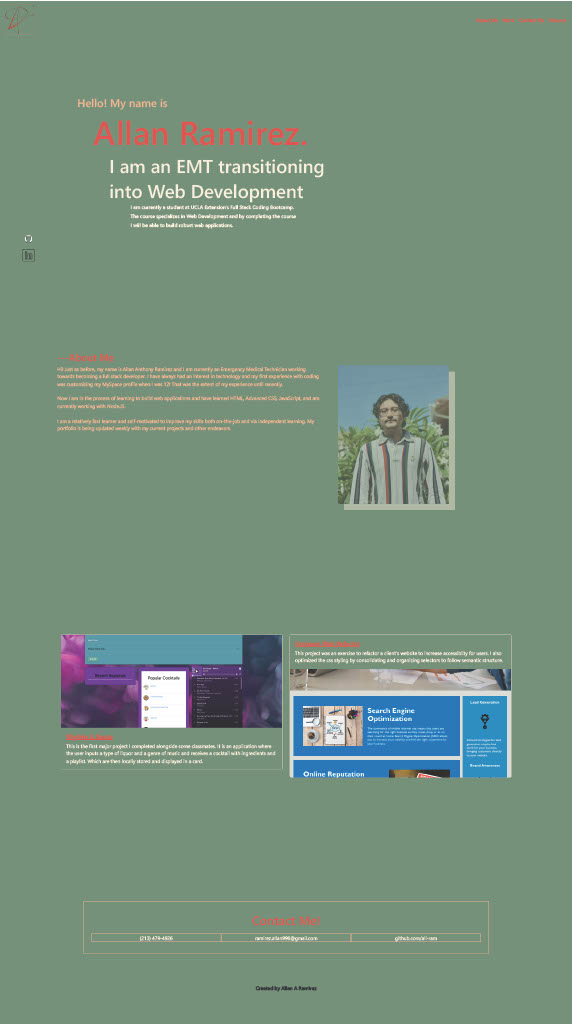 Hello! My name is
Allan Ramirez.
I am an EMT transitioning
into Web Development
I am currently a student at UCLA Extension's Full Stack Coding Bootcamp.
The course specializes in Web Development and by completing the course
I will be able to build robust web applications.
About Me
Hi! Just as before, my name is Allan Anthony Ramirez and I am currently an Emergency Medical Technician working
towards becoming a full stack developer. I have always had an interest in technology and my first experience with coding
was customizing my MySpace profile when I was 12! That was the extent of my experience until recently.
Now I am in the process of learning to build web applications and have learned HTML, Advanced CSS, JavaScript, and am
currently working with Node.JS.
I am a relatively fast learner and self-motivated to improve my skills both on-the-job and via independent learning. My
portfolio is being updated weekly with my current projects and other endeavors.
Popular Cocktails
This is the first major project I completed alongside some classmates. It is an application where
the user inputs a type of liquor and a genre of music and receives a cocktail with ingredients and
a playlist. Which are then locally stored and displayed in a card.
This project was an exercise to refactor a client's website to increase accessibility for users. I also
optimized the css styling by consolidating and organizing selectors to follow semantic structure.
Search Engine
Optimization
Lead Generation
Online Reputation
Brand Awareness
Contact Me!
(213) 479-4926
ramirez.allan998@gmail.com
github.com/all-ram
Created by Allan A Ramirez